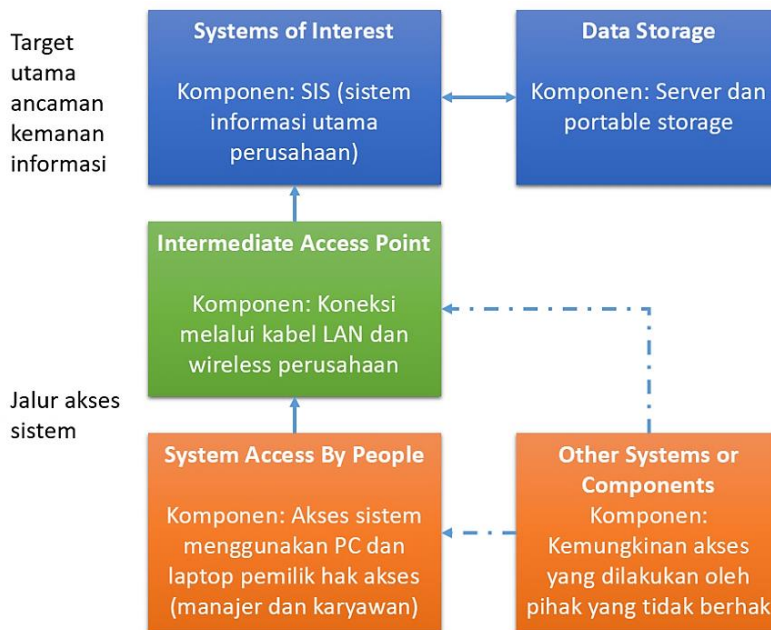 Target
utama
ancaman
kemanan
informasi
Systems of Interest
Komponen: SIS (sistem
informasi utama
perusahaan)
Data Storage
Komponen: Server dan
portable storage
Intermediate Access Point
Komponen: Koneksi
melalui kabel LAN dan
wireless perusahaan
Jalur akses
sistem
System Access By People
Komponen: Akses sistem
menggunakan PC dan
laptop pemilik hak akses
(manajer dan karyawan)
Other Systems or
Components
Komponen:
Kemungkinan akses
yang dilakukan oleh
pihak yang tidak berhak